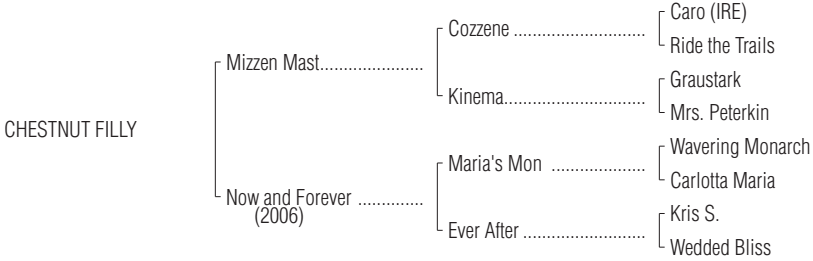 Caro (IRE)
Cozzene ............................
Ride the Trails
Mizzen Mast......................
Graustark
Kinema..............................
Mrs. Peterkin
CHESTNUT FILLY
Wavering Monarch
Maria's Mon ....................
Carlotta Maria
Now and Forever ..............
(2006)
Kris S.
Ever After ..........................
Wedded Bliss